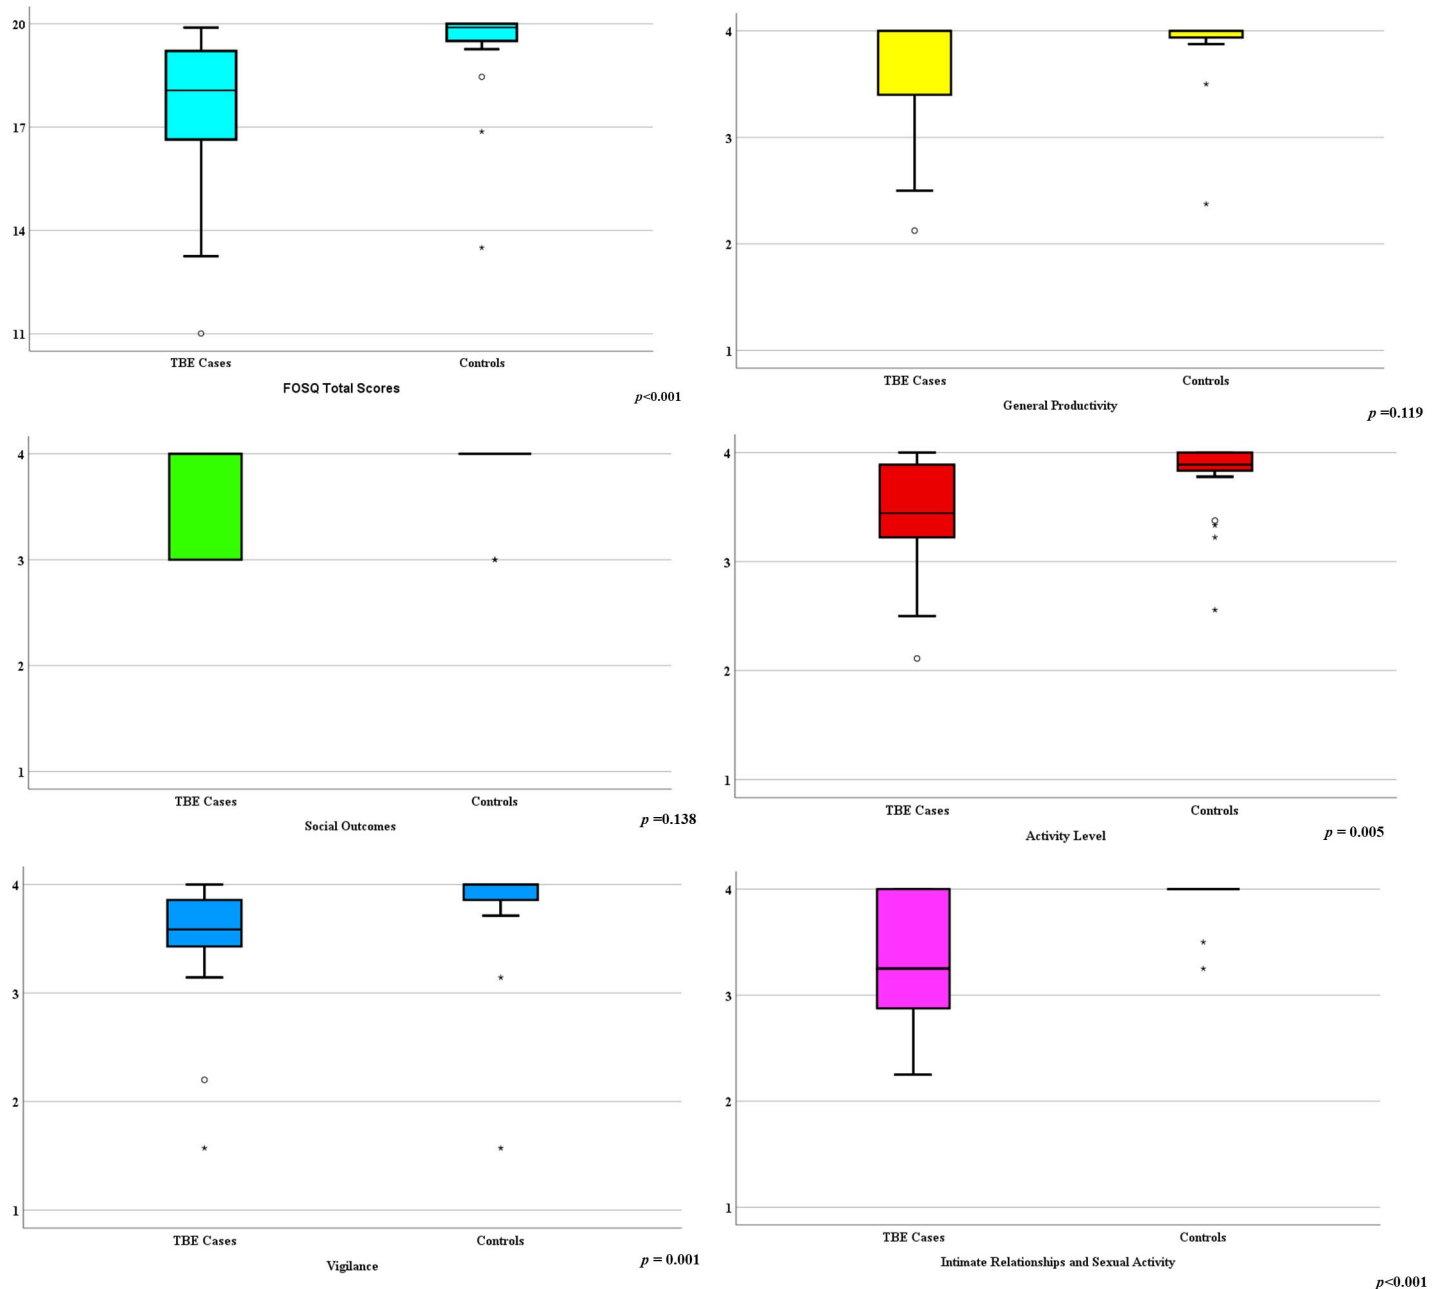 20
17
14
11
TBE Cases Controls
FOSQ Total Scores
p<0.001
4
3
2
1
TBE Cases Controls
General Productivity
p =0.119
4
3
2
1
TBE Cases Controls
Social Outcomes
p =0.138
4
3
2
1
TBE Cases Controls
Activity Level
p = 0.005
4
3
2
1
TBE Cases Controls
Vigilance
p = 0.001
4
3
2
1
TBE Cases Controls
Intimate Relationships and Sexual Activity
p<0.001